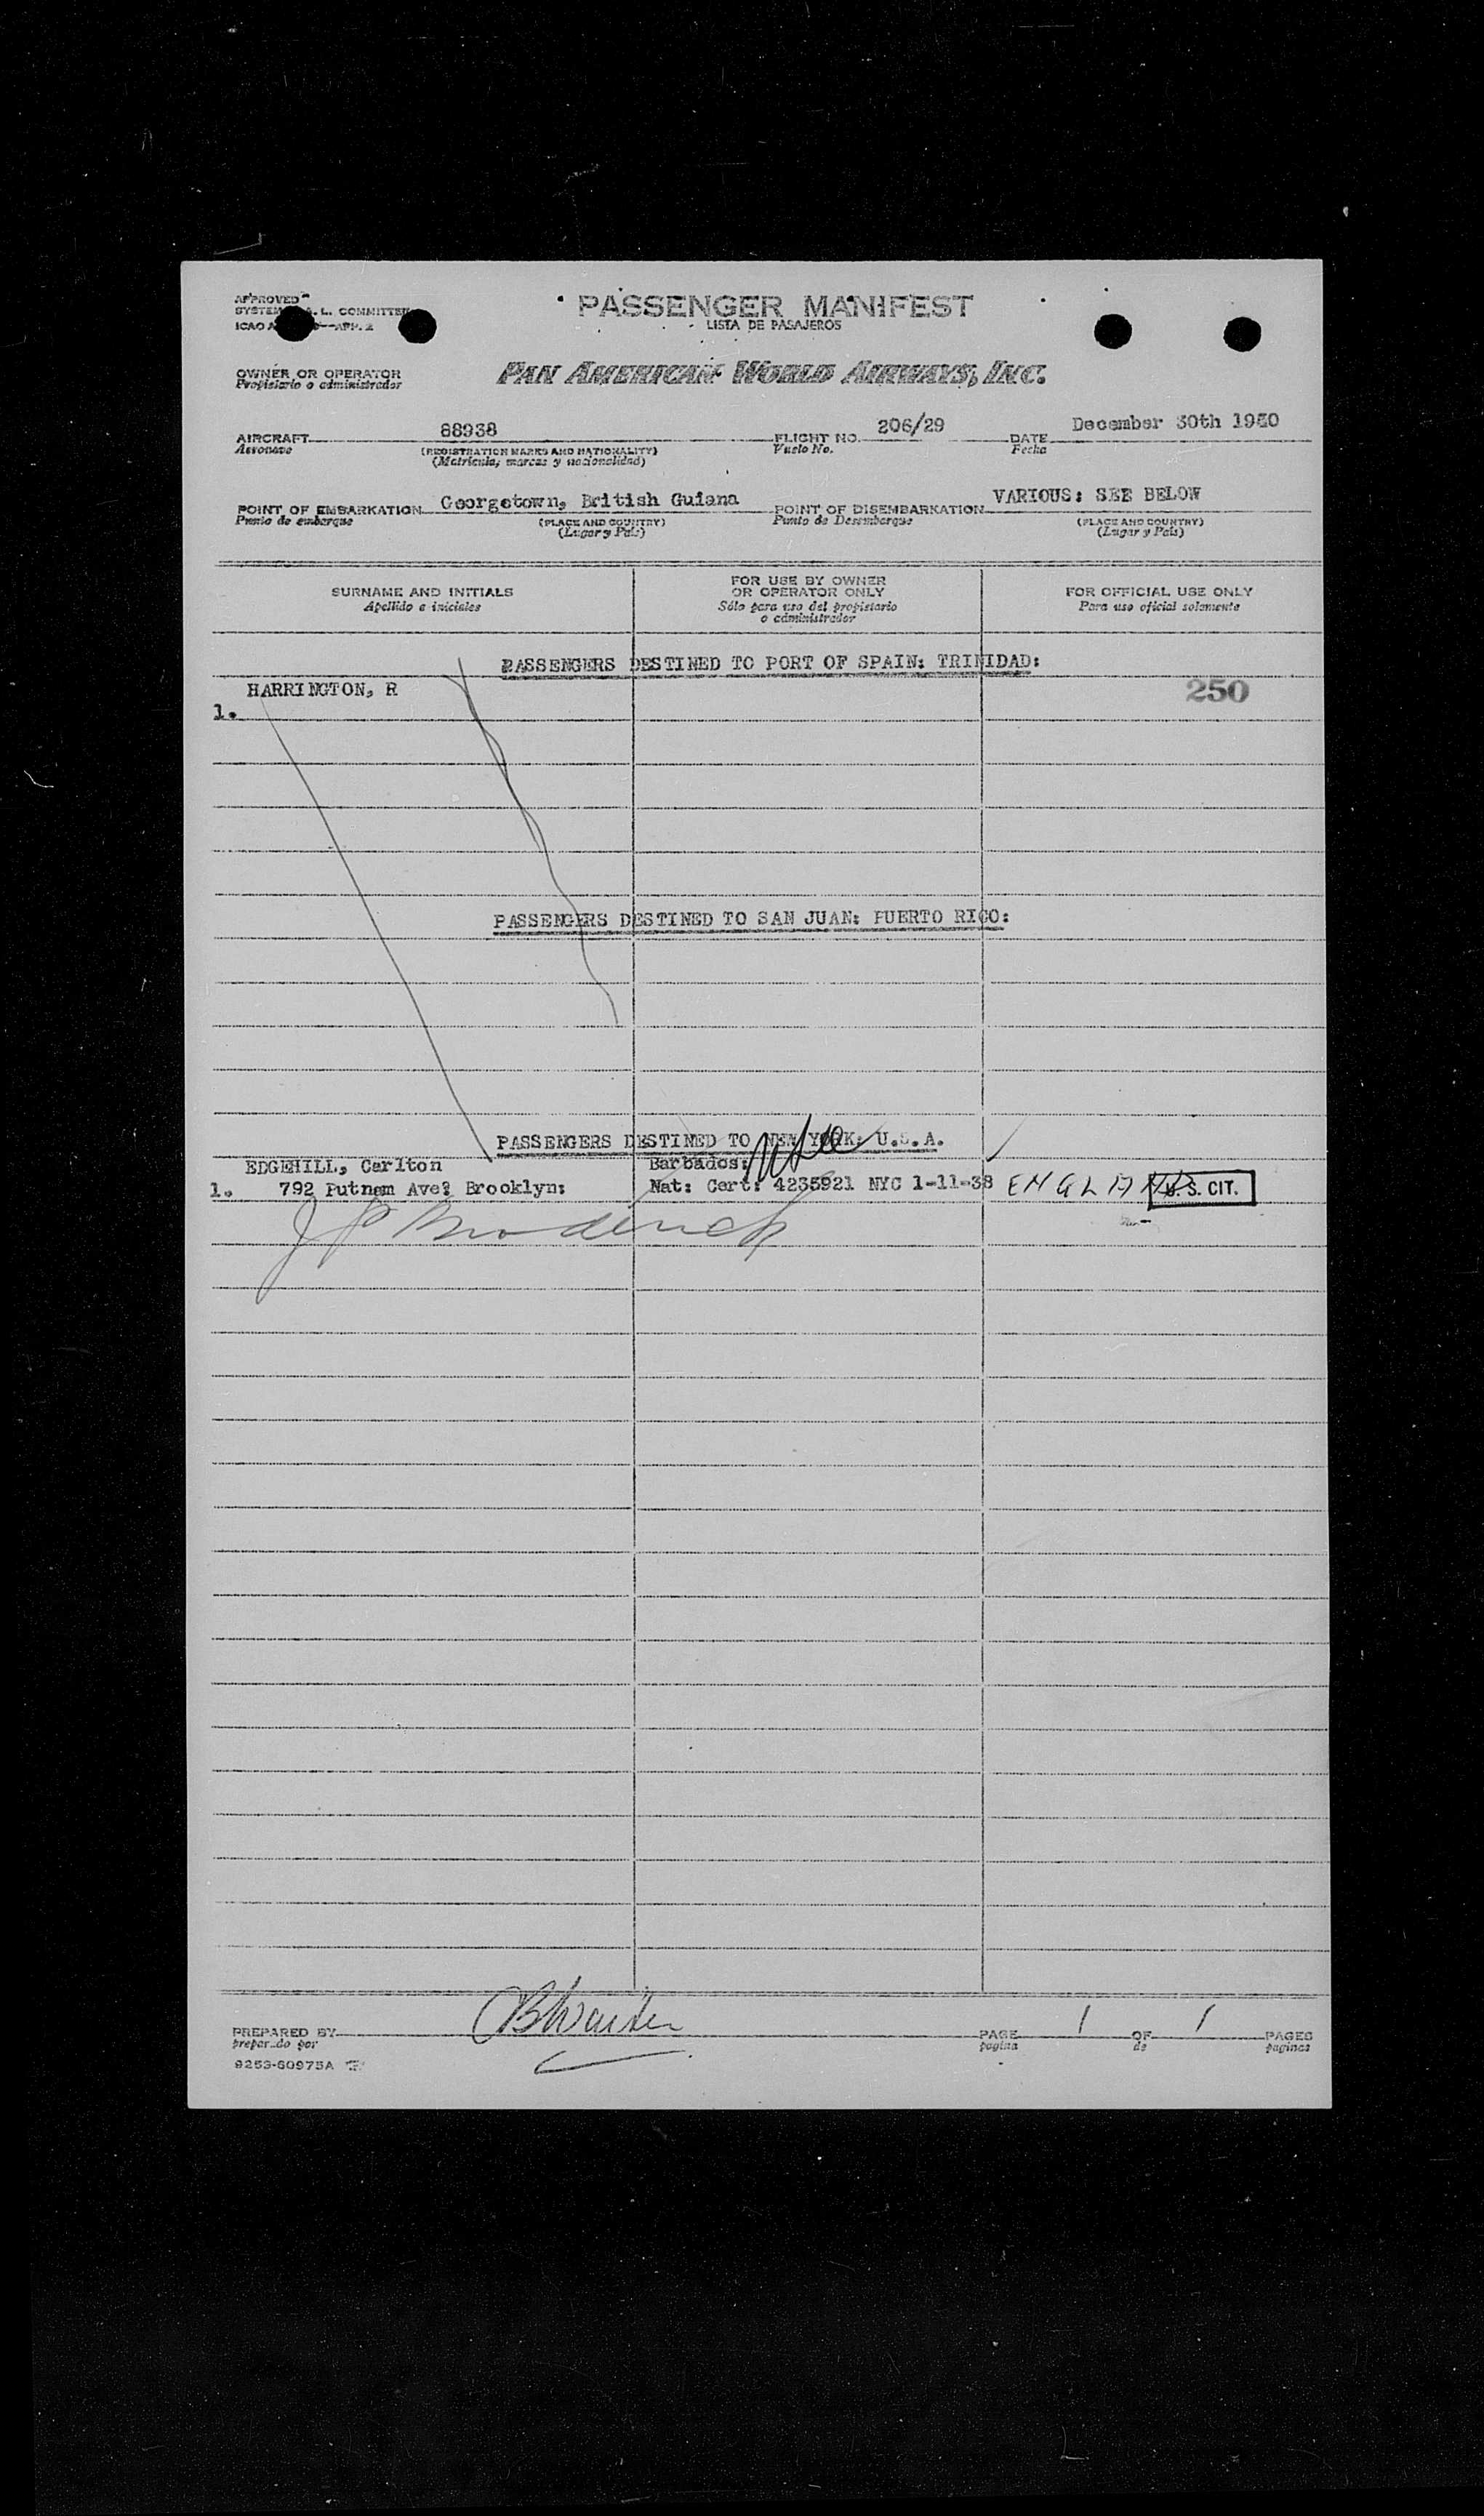 APPROVED
SYSTEM A. L. COMMITTEE
ICAO APH. 2
PASSENGER MANIFEST
LISTA DE PASAJEROS
OWNER OR OPERATOR
Propietario o administrador
PAN AMERICAN WORLD AIRWAYS, INC.
AIRCRAFT 88938 FLIGHT NO. 206/29 DATE December 30th 1950
Aeronave (REGISTRATION MARKS AND NATIONALITY) Vuelo No. Fecha
(Matrícula, marcas y nacionalidad)
POINT OF EMBARKATION Georgetown, British Guiana POINT OF DISEMBARKATION VARIOUS: SEE BELOW
Punto de embarque (PLACE AND COUNTRY) Punto de Desembarque (PLACE AND COUNTRY)
(Lugar y País) (Lugar y País)
SURNAME AND INITIALS
Apellido e iniciales
FOR USE BY OWNER
OR OPERATOR ONLY
Sólo para uso del propietario
o administrador
FOR OFFICIAL USE ONLY
Para uso oficial solamente
PASSENGERS DESTINED TO PORT OF SPAIN: TRINIDAD:
HARRINGTON, R 250
1.
PASSENGERS DESTINED TO SAN JUAN: PUERTO RICO:
PASSENGERS DESTINED TO NEW YORK: U.S.A.
EDGEHILL, Carlton Barbados:
1. 792 Putnam Ave: Brooklyn: Nat: Cert: 4235921 NYC 1-11-38 ENGLAND U.S. CIT.
J P Broderick
PREPARED BY PAGE 1 OF 1 PAGES
preparado por pagina de paginas
9253-60975A